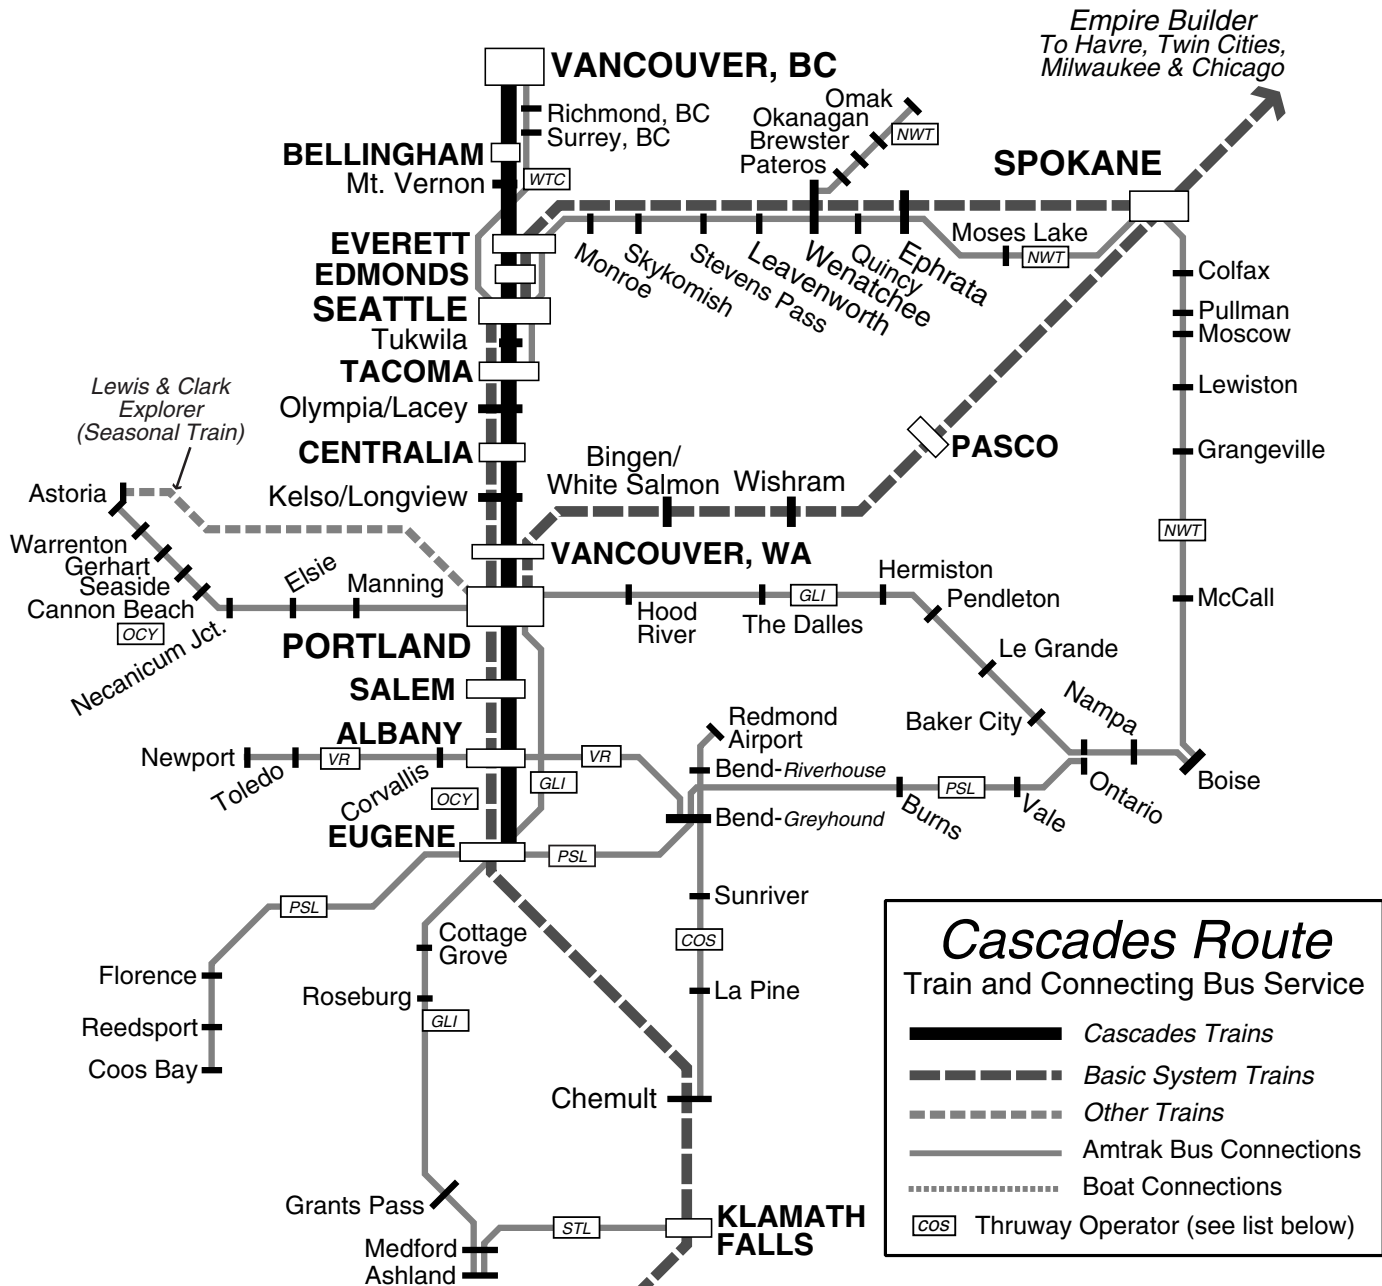 Empire Builder
To Havre, Twin Cities,
Milwaukee & Chicago
VANCOUVER, BC
Richmond, BC
Surrey, BC
BELLINGHAM
Mt. Vernon
WTC
Omak
Okanagan
Brewster
Pateros
NWT
SPOKANE
EVERETT
EDMONDS
SEATTLE
Tukwila
TACOMA
Monroe
Skykomish
Stevens Pass
Leavenworth
Wenatchee
Quincy
Ephrata
Moses Lake
NWT
Colfax
Pullman
Moscow
Lewiston
Grangeville
NWT
McCall
Lewis & Clark
Explorer
(Seasonal Train)
Olympia/Lacey
CENTRALIA
Kelso/Longview
Bingen/
White Salmon
Wishram
PASCO
VANCOUVER, WA
Astoria
Warrenton
Gerhart
Seaside
Cannon Beach
OCY
Necanicum Jct.
Elsie
Manning
PORTLAND
Hood
River
The Dalles
GLI
Hermiston
Pendleton
Le Grande
Baker City
Nampa
Ontario
Boise
SALEM
ALBANY
Newport
Toledo
VR
Corvallis
OCY
VR
GLI
Redmond
Airport
Bend-Riverhouse
Bend-Greyhound
Burns
PSL
Vale
EUGENE
PSL
PSL
Florence
Reedsport
Coos Bay
Cottage
Grove
Roseburg
GLI
Sunriver
COS
La Pine
Chemult
Grants Pass
Medford
Ashland
STL
KLAMATH
FALLS
Cascades Route
Train and Connecting Bus Service
Cascades Trains
Basic System Trains
Other Trains
Amtrak Bus Connections
Boat Connections
COS Thruway Operator (see list below)